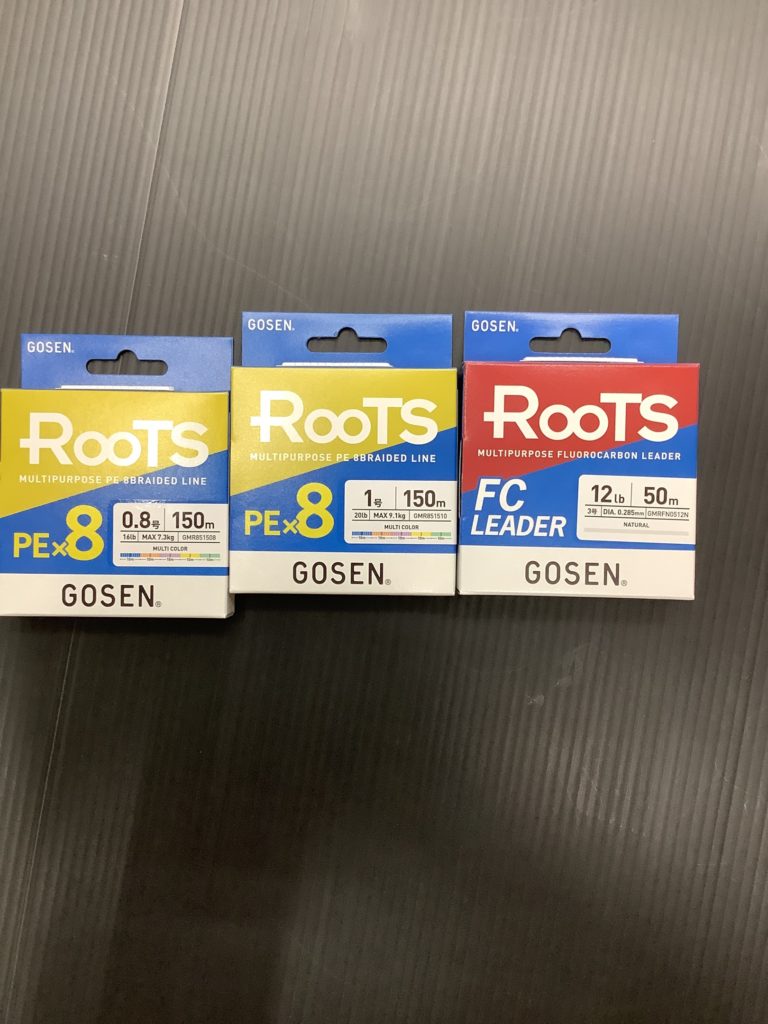 GOSEN®
RooTS
MULTIPURPOSE PE 8BRAIDED LINE
PE×8
0.8号 150m
16lb MAX 7.3kg GMR851508
MULTI COLOR
GOSEN®
GOSEN®
RooTS
MULTIPURPOSE PE 8BRAIDED LINE
PE×8
1号 150m
20lb MAX 9.1kg GMR851510
MULTI COLOR
GOSEN®
GOSEN®
RooTS
MULTIPURPOSE FLUOROCARBON LEADER
FC
LEADER
12lb 50m
3号 DIA. 0.285mm GMRFN0512N
NATURAL
GOSEN®